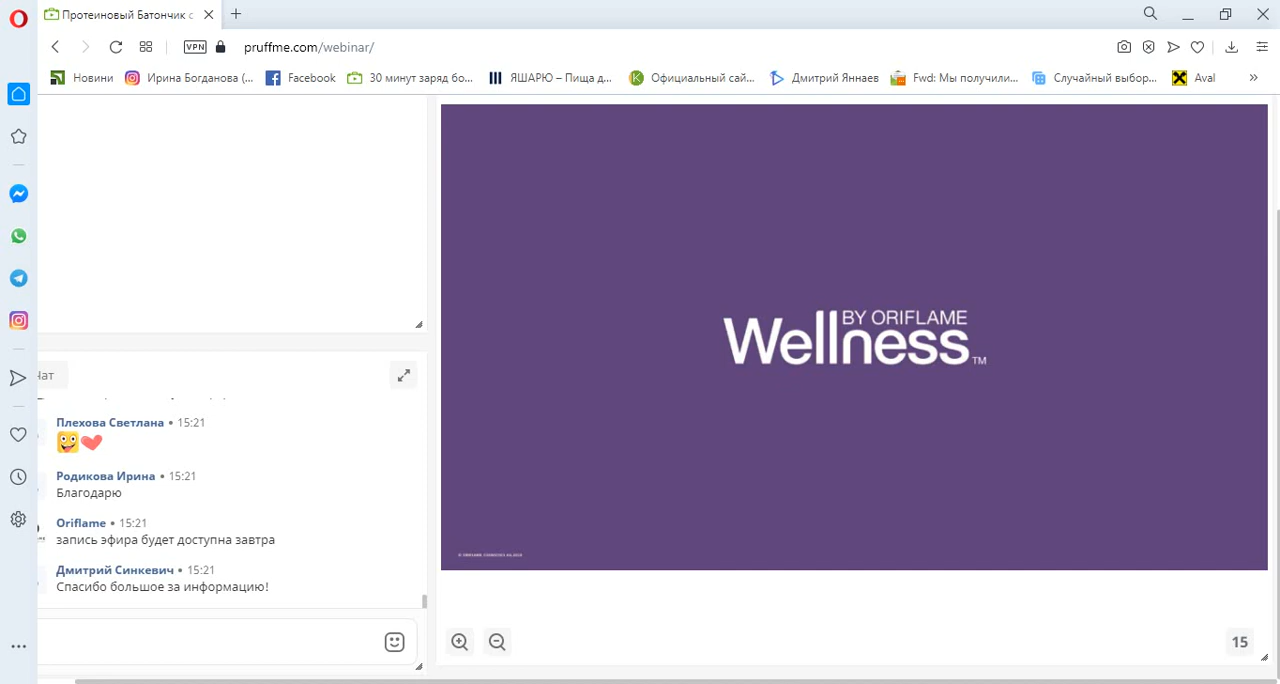 Протеиновый Батончик с
VPN pruffme.com/webinar/
Новини Ирина Богданова (... Facebook 30 минут заряд бо... ЯШАРЮ – Пища д... Официальный сай... Дмитрий Яннаев Fwd: Мы получили... Случайный выбор... Aval
BY ORIFLAME
Wellness TM
Чат
Плехова Светлана • 15:21
Родикова Ирина • 15:21
Благодарю
Oriflame • 15:21
запись эфира будет доступна завтра
Дмитрий Синкевич • 15:21
Спасибо большое за информацию!
15